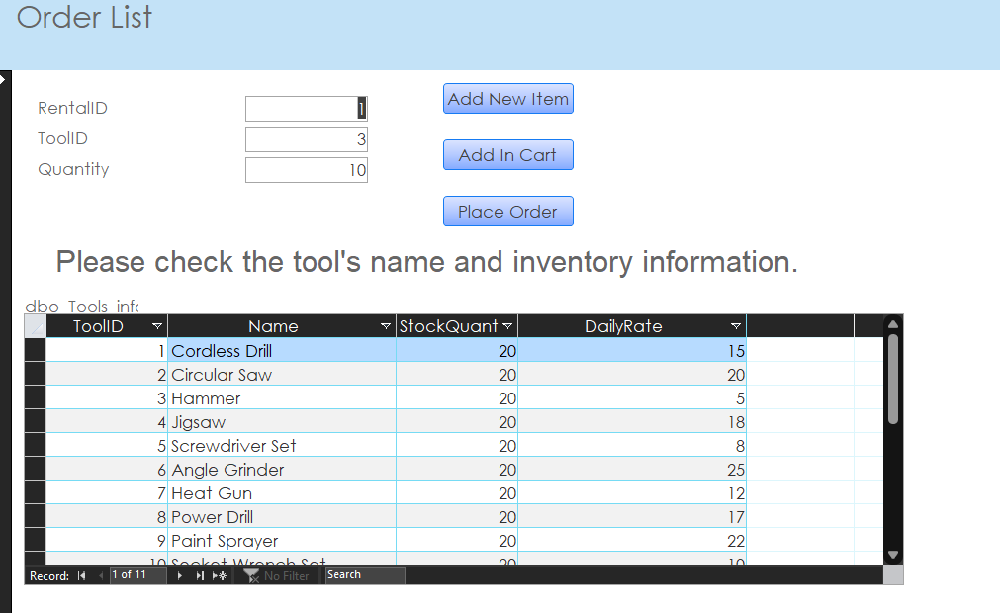 Order List
RentalID 1 Add New Item
ToolID 3
Add In Cart
Quantity 10
Place Order
Please check the tool's name and inventory information.
dbo_Tools_info
ToolID Name StockQuant DailyRate
1 Cordless Drill 20 15
2 Circular Saw 20 20
3 Hammer 20 5
4 Jigsaw 20 18
5 Screwdriver Set 20 8
6 Angle Grinder 20 25
7 Heat Gun 20 12
8 Power Drill 20 17
9 Paint Sprayer 20 22
10 Socket Wrench Set 20 10
Record: 1 of 11 No Filter Search